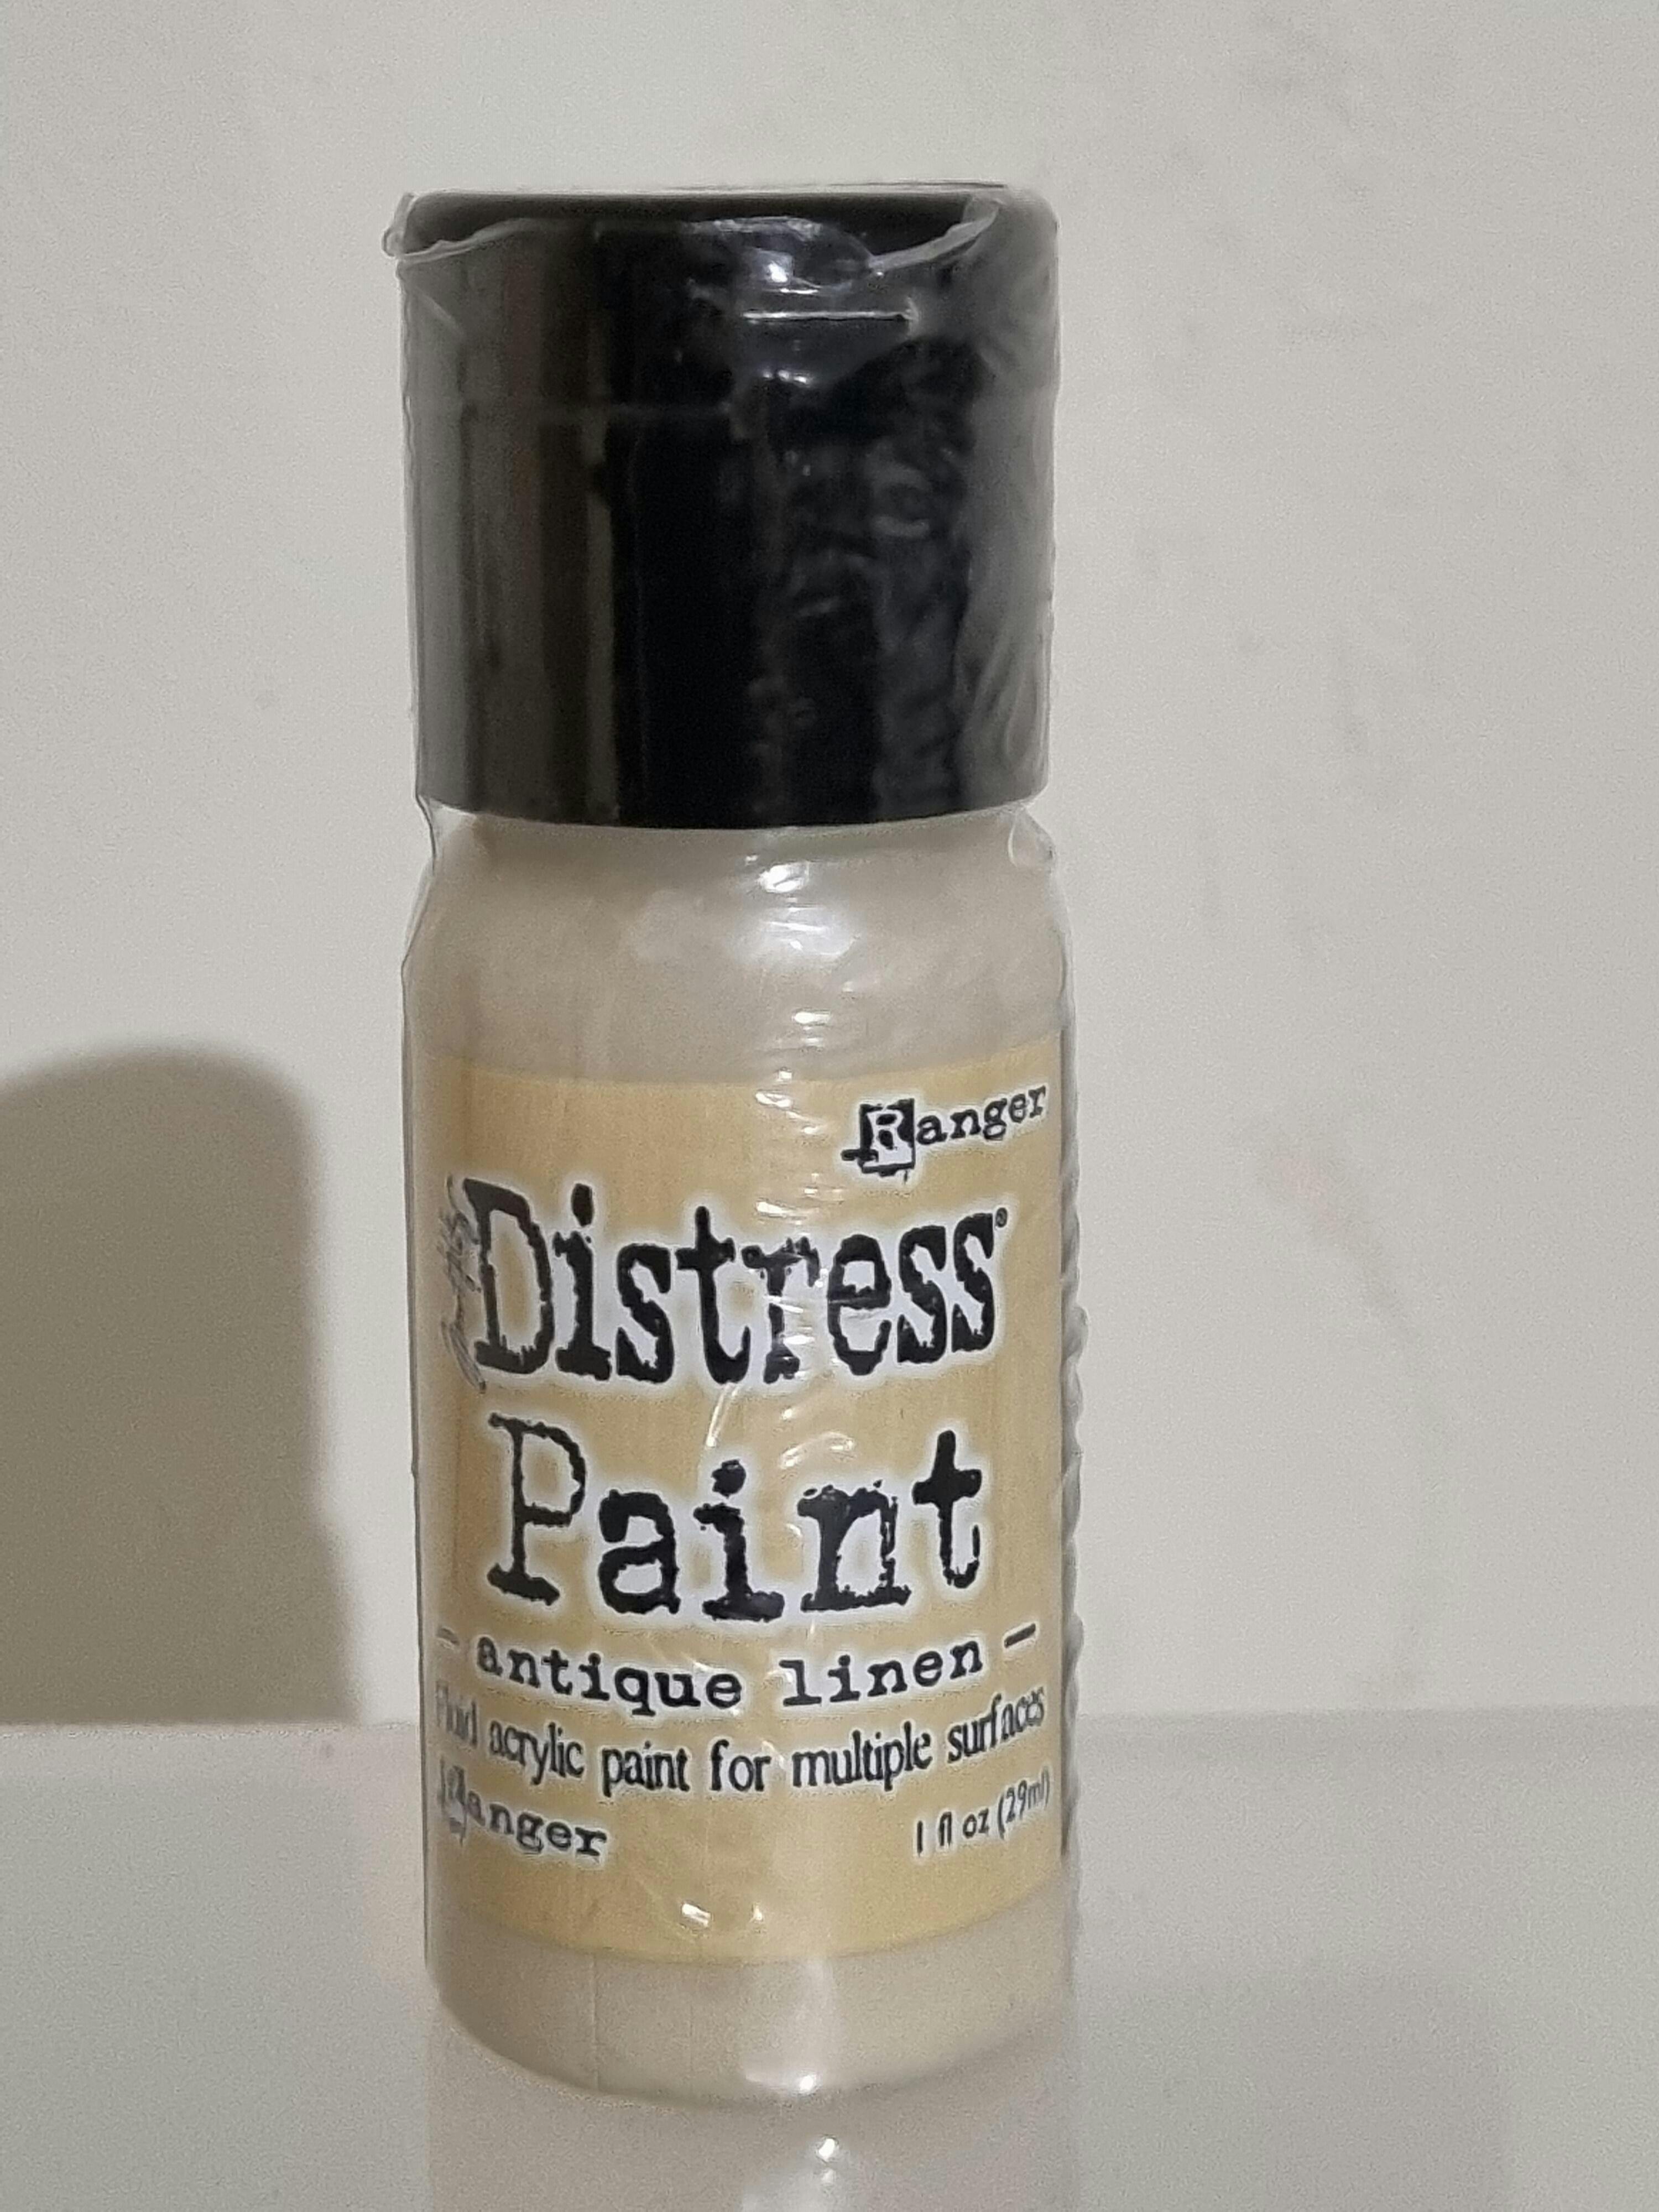 Ranger
Distress®
Paint
- antique linen -
Fluid acrylic paint for multiple surfaces
Ranger
1 fl oz (29ml)